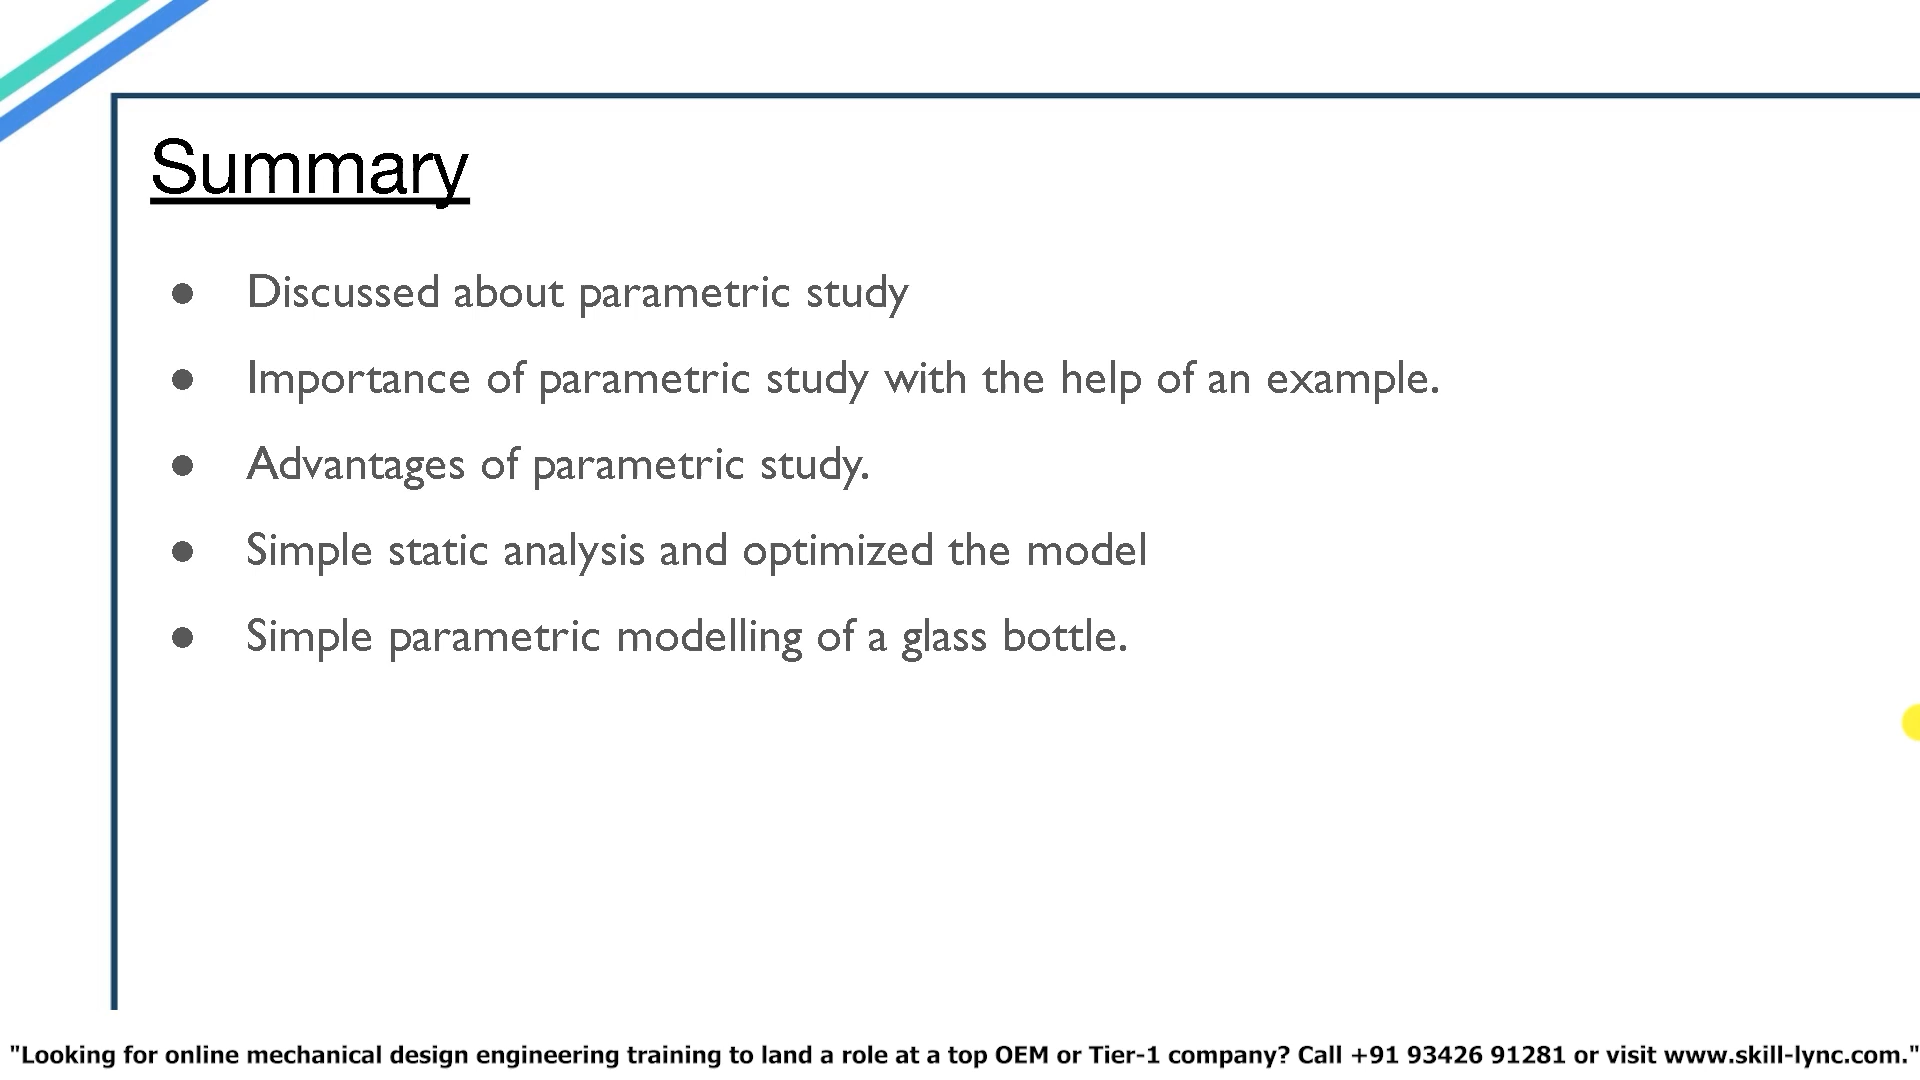 Summary
● Discussed about parametric study
● Importance of parametric study with the help of an example.
● Advantages of parametric study.
● Simple static analysis and optimized the model
● Simple parametric modelling of a glass bottle.
"Looking for online mechanical design engineering training to land a role at a top OEM or Tier-1 company? Call +91 93426 91281 or visit www.skill-lync.com."